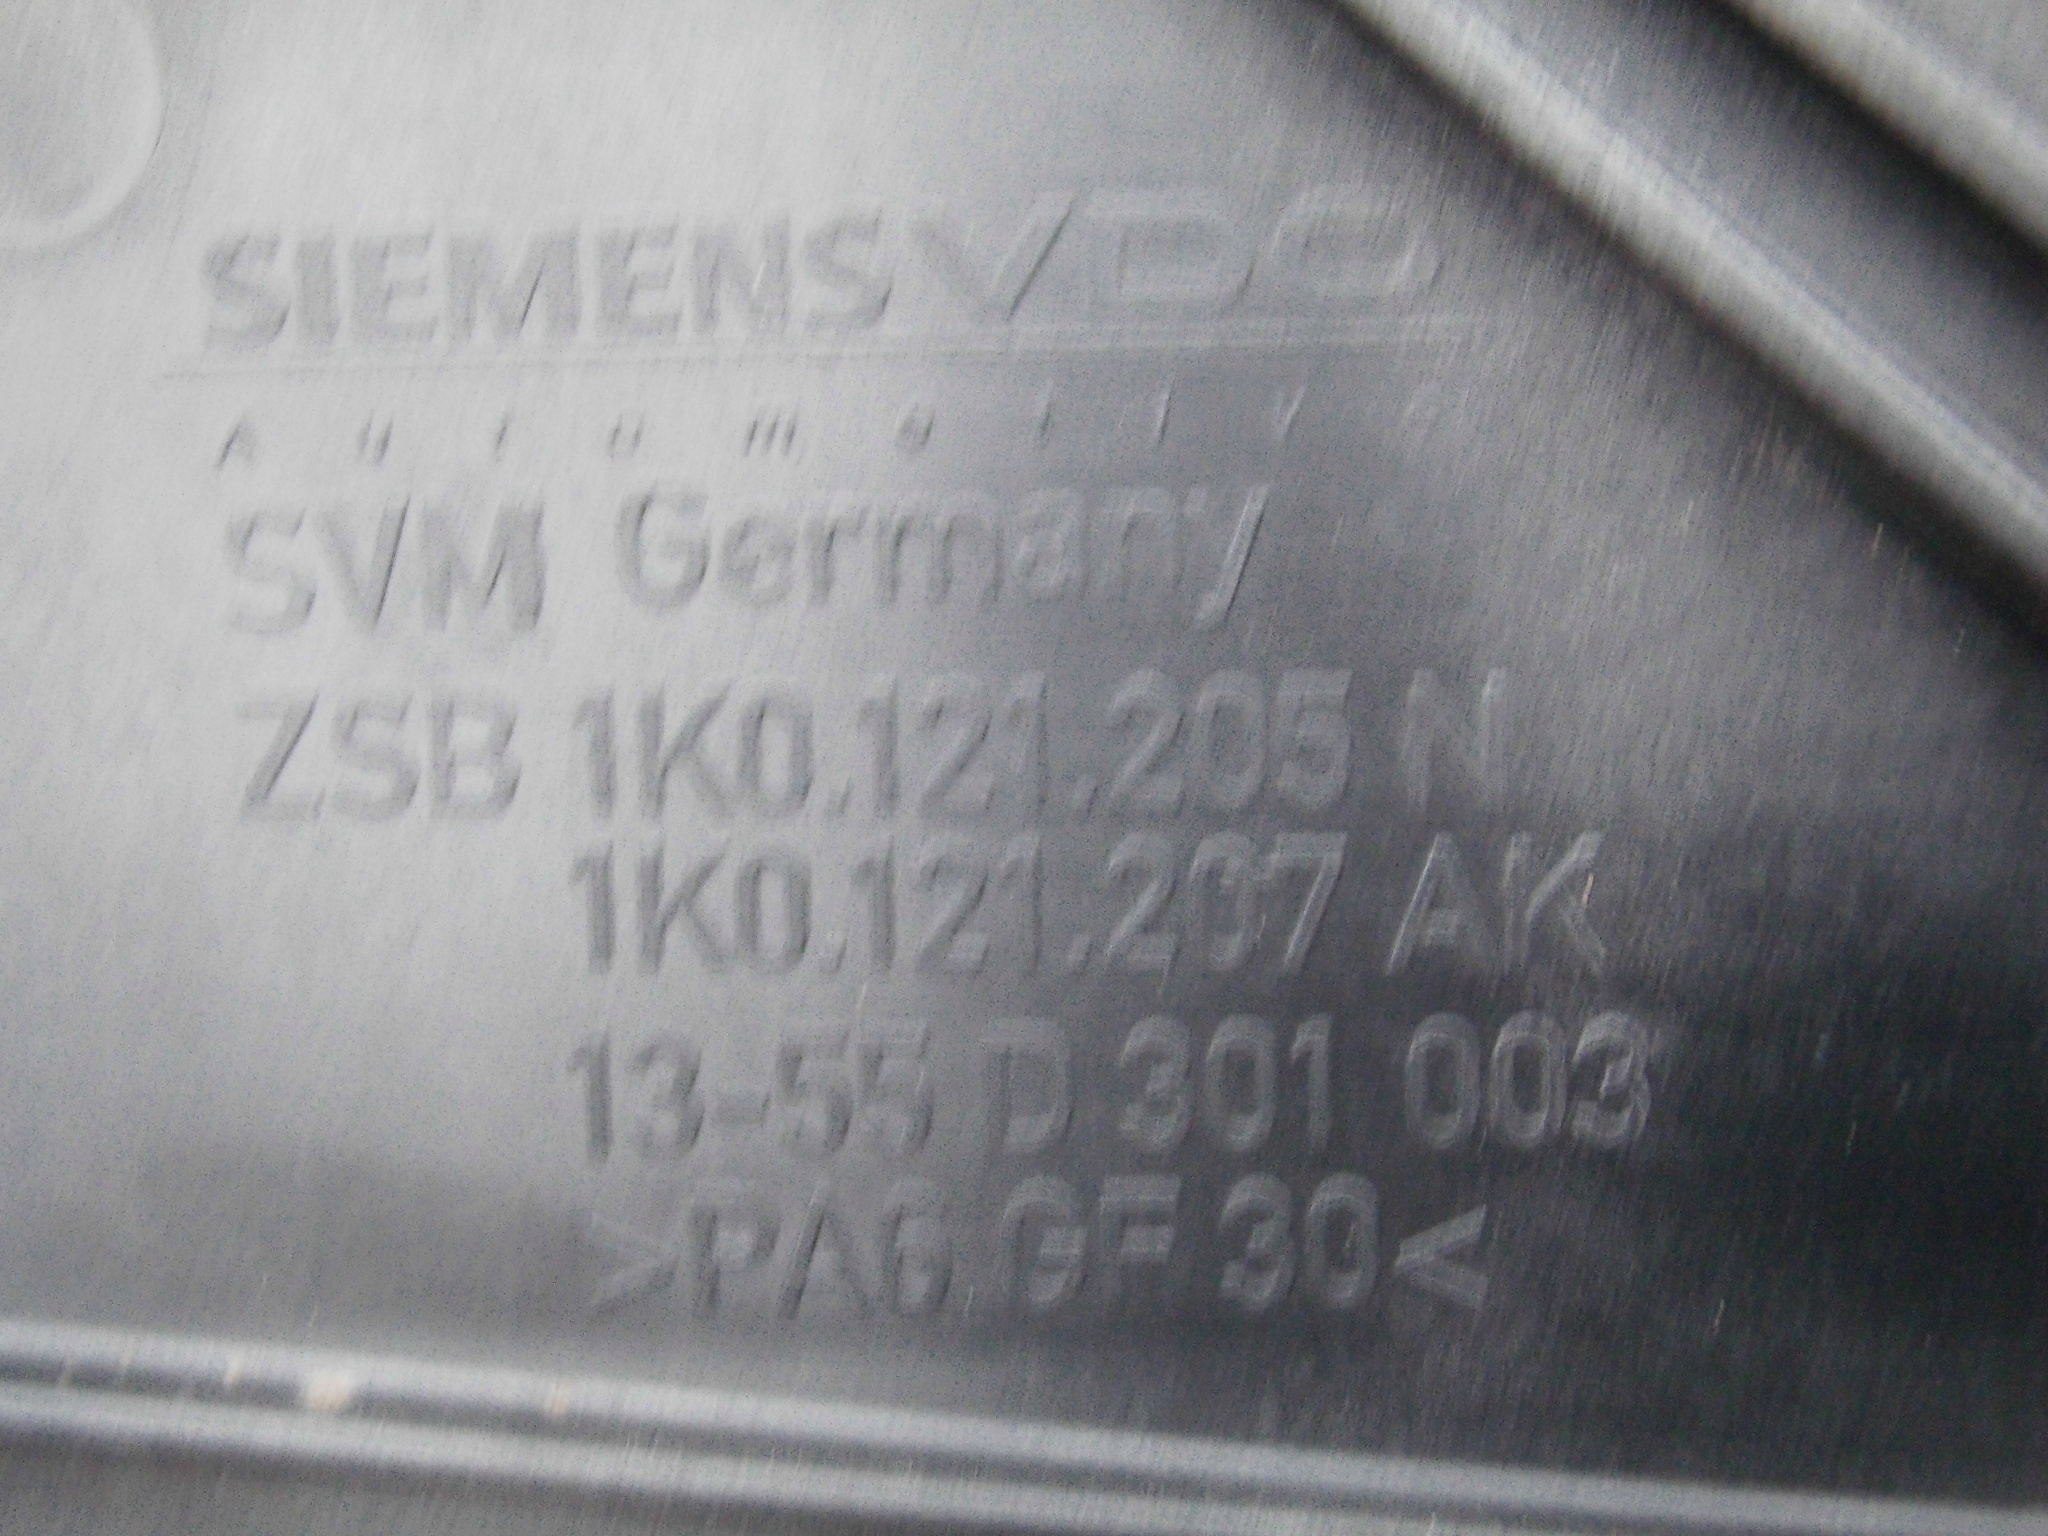 SIEMENS VDO
Automotive
SVM Germany
ZSB 1K0.121.205 N
1K0.121.207 AK
13-55 D 301 003
>PA6 GF 30<